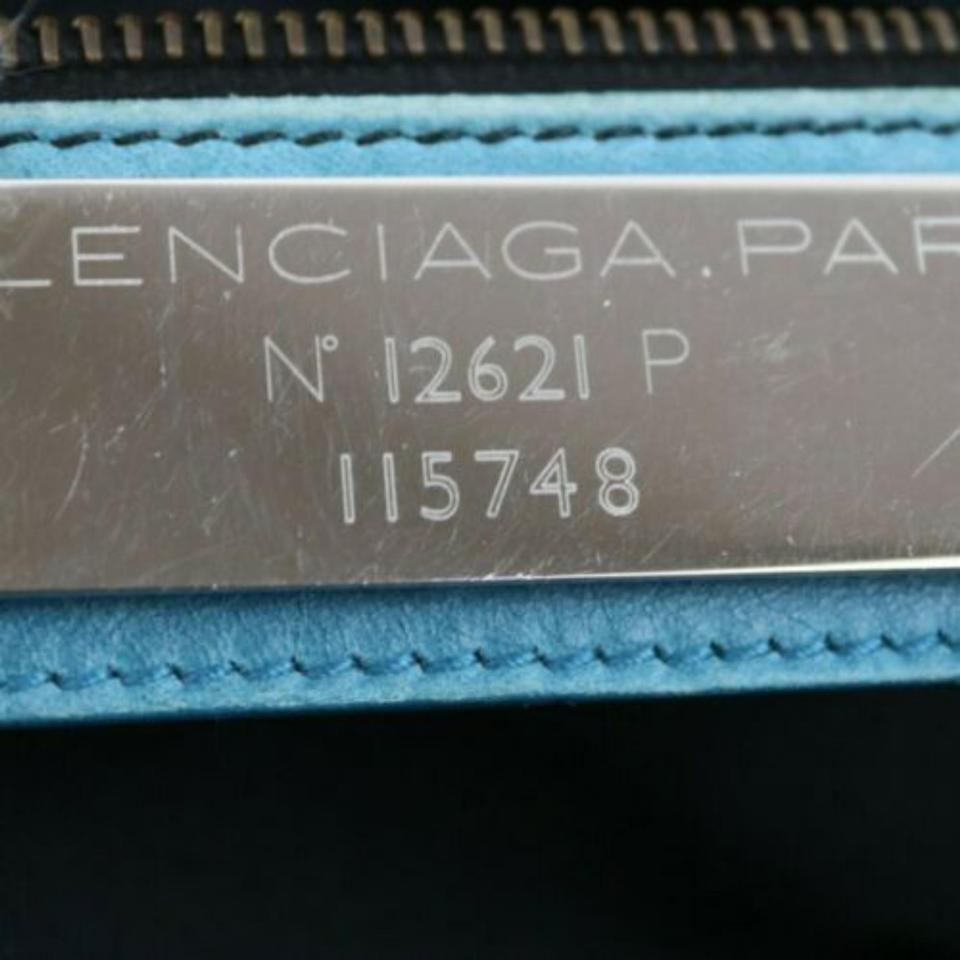 LENCIAGA.PAR
N° 12621 P
115748